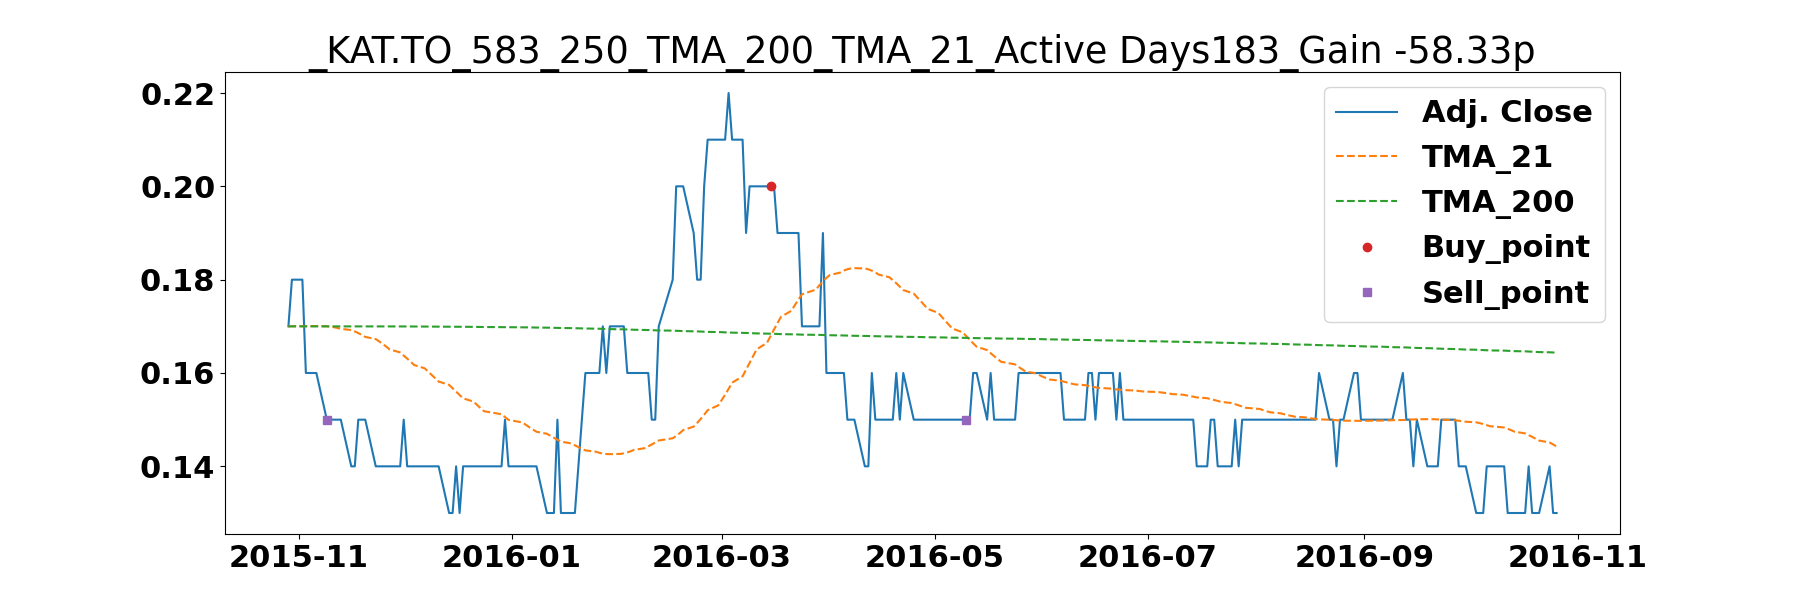 _KAT.TO_583_250_TMA_200_TMA_21_Active Days183_Gain -58.33p
0.22
0.20
0.18
0.16
0.14
Adj. Close
TMA_21
TMA_200
Buy_point
Sell_point
2015-11 2016-01 2016-03 2016-05 2016-07 2016-09 2016-11